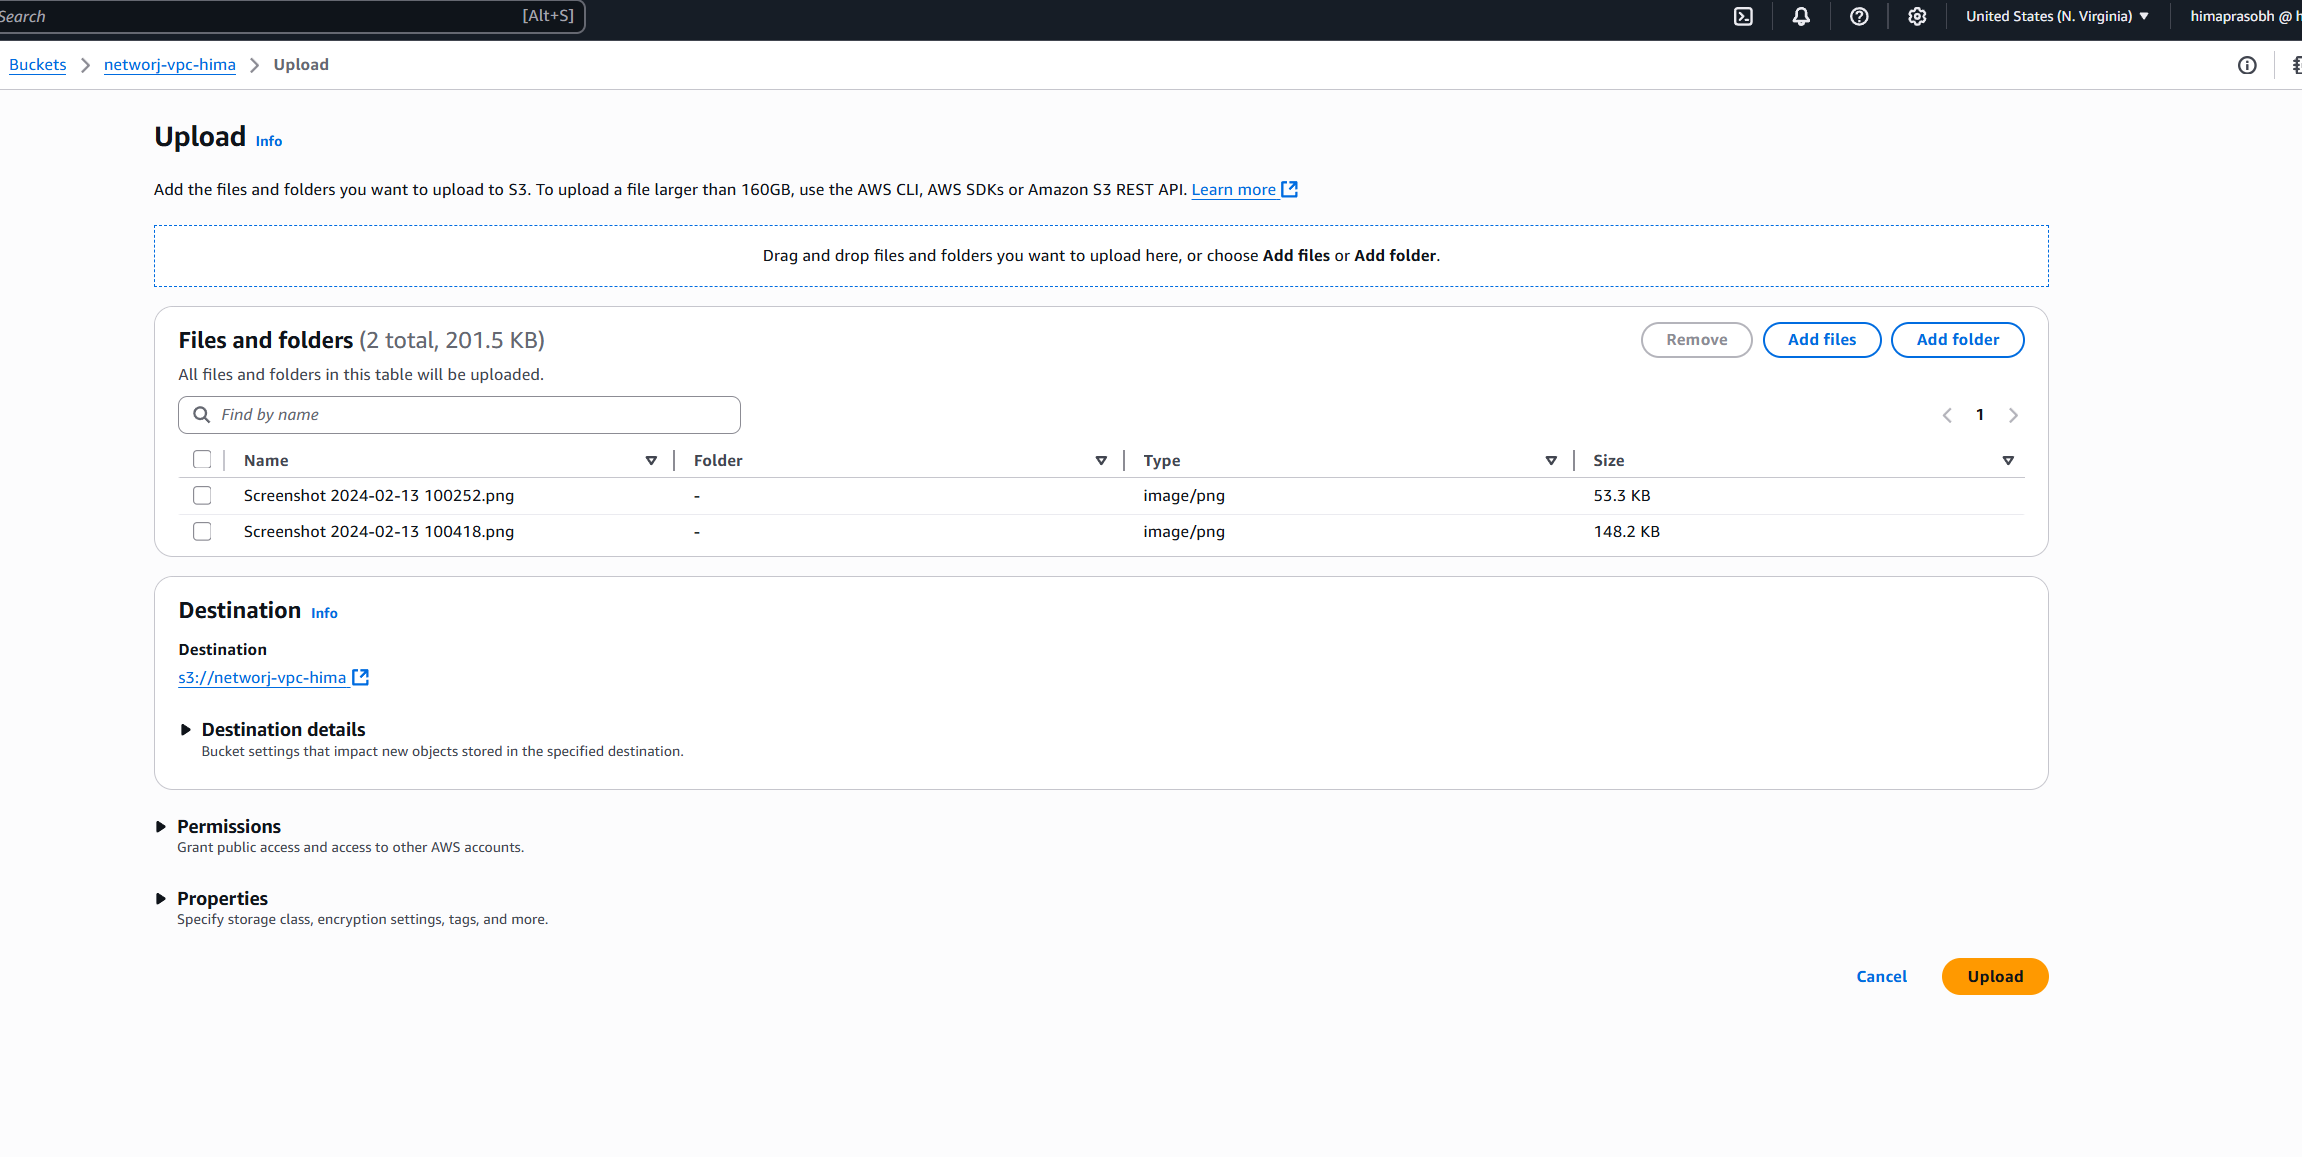 Search [Alt+S] United States (N. Virginia) himaprasobh @
Buckets networj-vpc-hima Upload
Upload Info
Add the files and folders you want to upload to S3. To upload a file larger than 160GB, use the AWS CLI, AWS SDKs or Amazon S3 REST API. Learn more
Drag and drop files and folders you want to upload here, or choose Add files or Add folder.
Files and folders (2 total, 201.5 KB) Remove Add files Add folder
All files and folders in this table will be uploaded.
Find by name 1
Name Folder Type Size
Screenshot 2024-02-13 100252.png - image/png 53.3 KB
Screenshot 2024-02-13 100418.png - image/png 148.2 KB
Destination Info
Destination
s3://networj-vpc-hima
Destination details
Bucket settings that impact new objects stored in the specified destination.
Permissions
Grant public access and access to other AWS accounts.
Properties
Specify storage class, encryption settings, tags, and more.
Cancel Upload